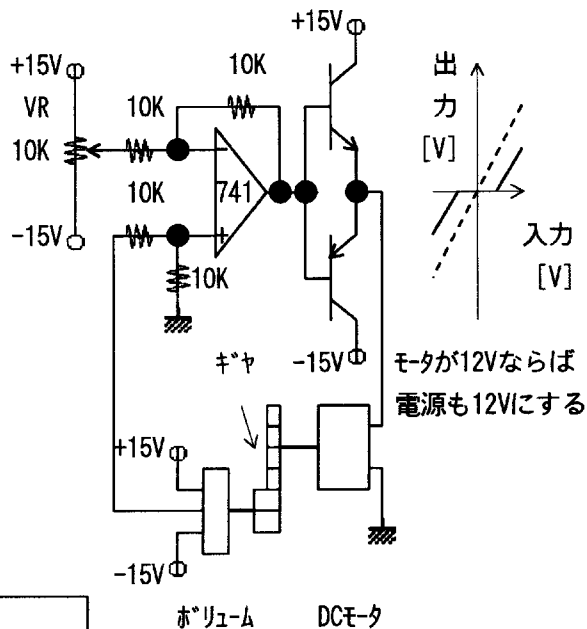 +15V
+15V
10K
出力
[V]
VR
10K
10K
10K
741
-15V
10K
入力
[V]
-15V
ギヤ
モータが12Vならば
電源も12Vにする
+15V
-15V
ボリューム
DCモータ